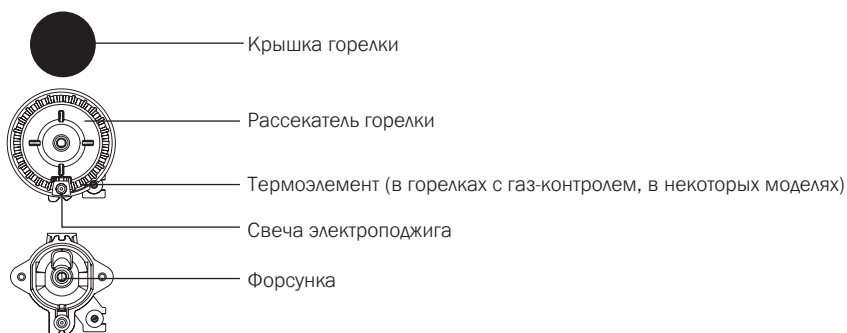 Крышка горелки
Рассекатель горелки
Термоэлемент (в горелках с газ-контролем, в некоторых моделях)
Свеча электроподжига
Форсунка